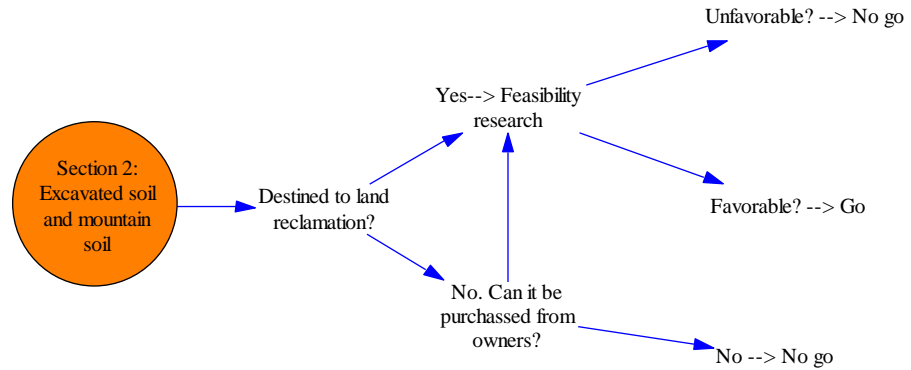 Section 2:
Excavated soil
and mountain
soil
Destined to land
reclamation?
Yes--> Feasibility
research
No. Can it be
purchassed from
owners?
Unfavorable? --> No go
Favorable? --> Go
No --> No go